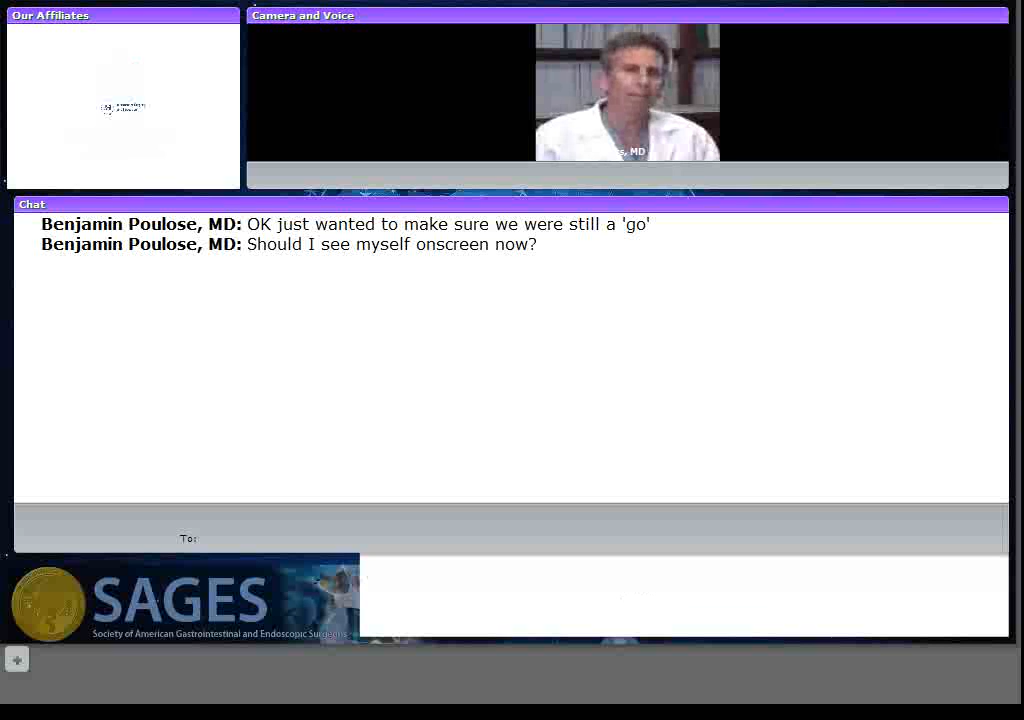 Our Affiliates
Camera and Voice
MD
Chat
Benjamin Poulose, MD: OK just wanted to make sure we were still a 'go'
Benjamin Poulose, MD: Should I see myself onscreen now?
To:
SAGES
Society of American Gastrointestinal and Endoscopic Surgeons
+